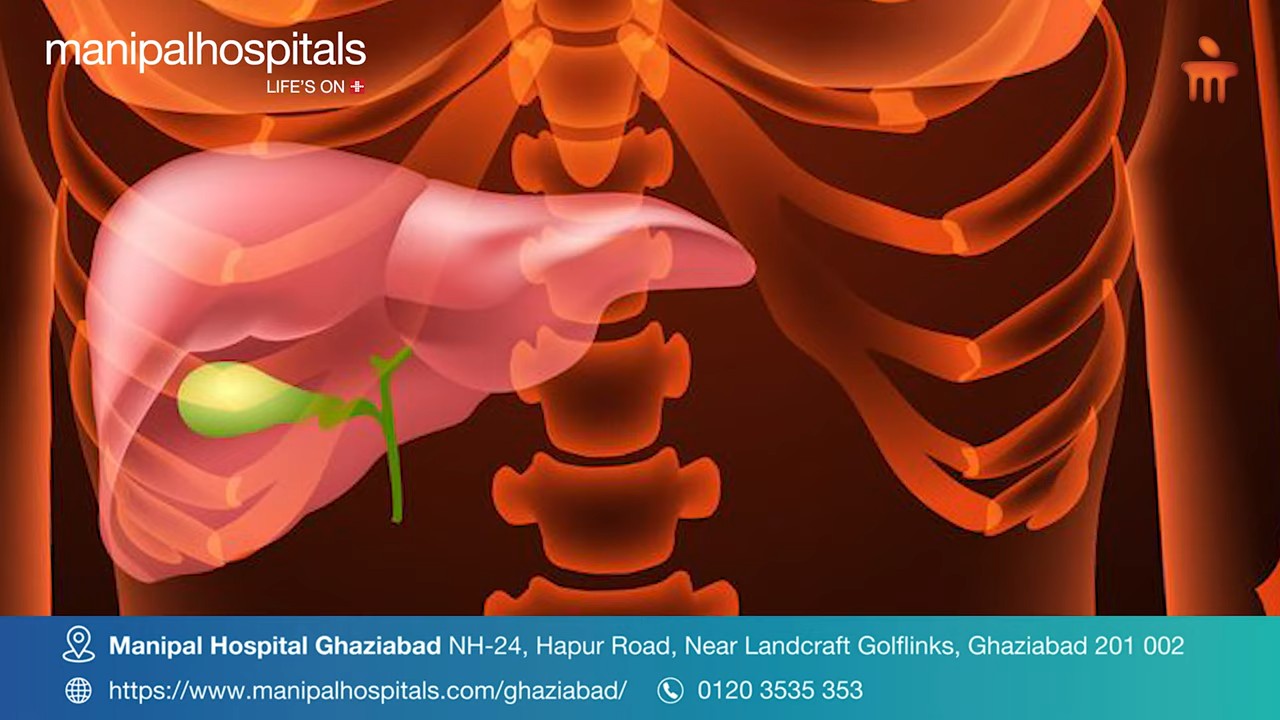 manipalhospitals
LIFE'S ON
Manipal Hospital Ghaziabad NH-24, Hapur Road, Near Landcraft Golflinks, Ghaziabad 201 002
https://www.manipalhospitals.com/ghaziabad/ 0120 3535 353